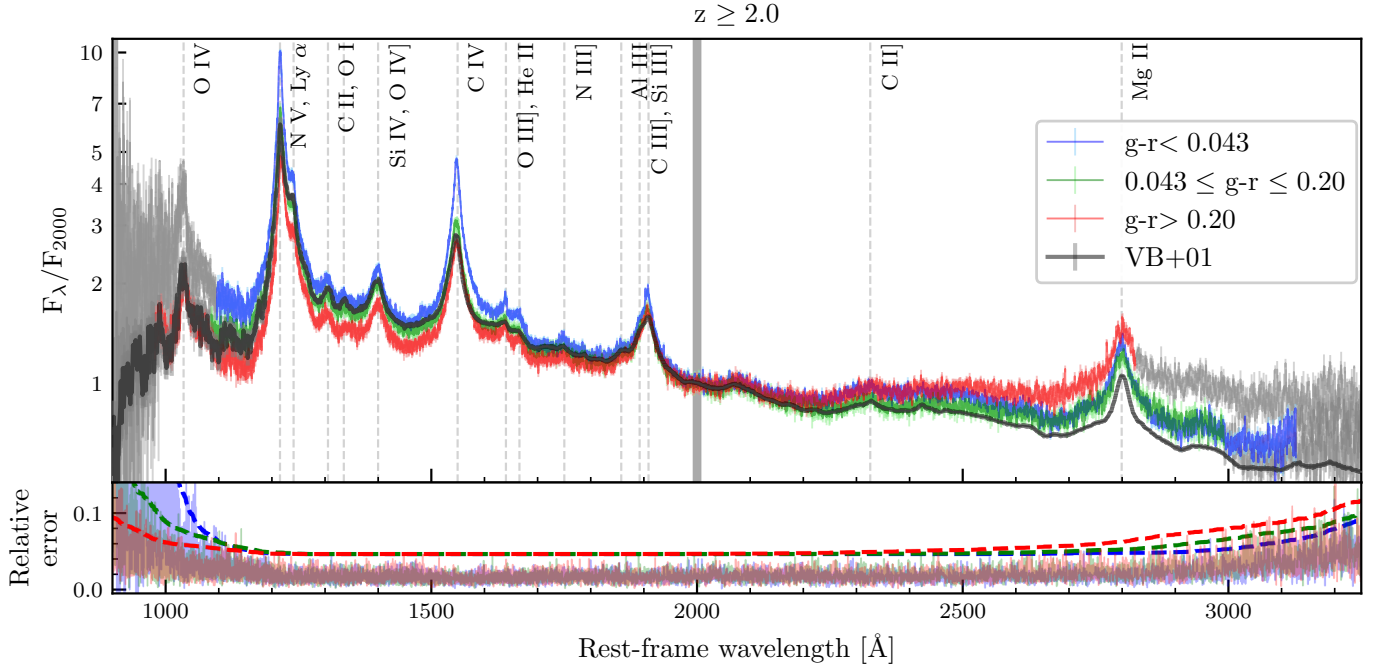 z ≥ 2.0
F_λ/F_2000
10
7
5
4
3
2
1
O IV
N V, Ly α
C II, O I
Si IV, O IV]
C IV
O III], He II
N III]
Al III
C III], Si III]
C II]
Mg II
g-r< 0.043
0.043 ≤ g-r ≤ 0.20
g-r> 0.20
VB+01
Relative
error
0.1
0.0
1000 1500 2000 2500 3000
Rest-frame wavelength [Å]